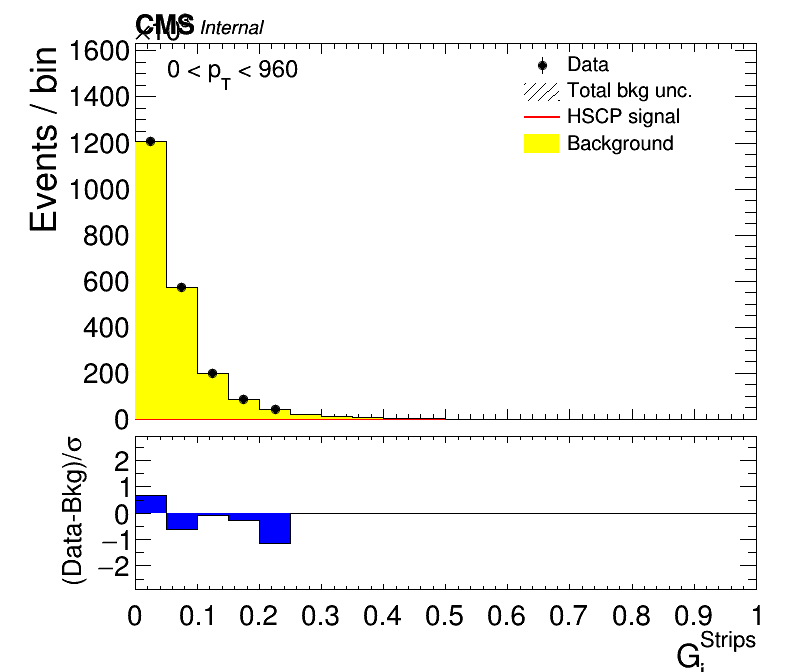 CMS Internal
Events / bin
1600
1400
1200
1000
800
600
400
200
0
0 < pT < 960
Data
Total bkg unc.
HSCP signal
Background
(Data-Bkg)/σ
2
1
0
−1
−2
0 0.1 0.2 0.3 0.4 0.5 0.6 0.7 0.8 0.9 1
G_i^Strips